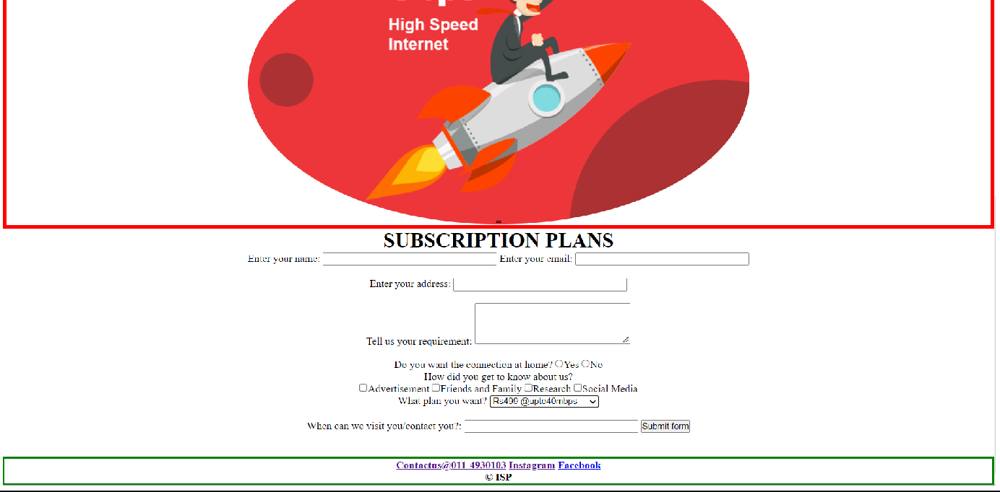 High Speed
Internet
=
SUBSCRIPTION PLANS
Enter your name: Enter your email:
Enter your address:
Tell us your requirement:
Do you want the connection at home? Yes No
How did you get to know about us?
Advertisement Friends and Family Research Social Media
What plan you want? Rs499 @upto40mbps
When can we visit you/contact you?: Submit form
Contactus@011-4930103 Instagram Facebook
© ISP